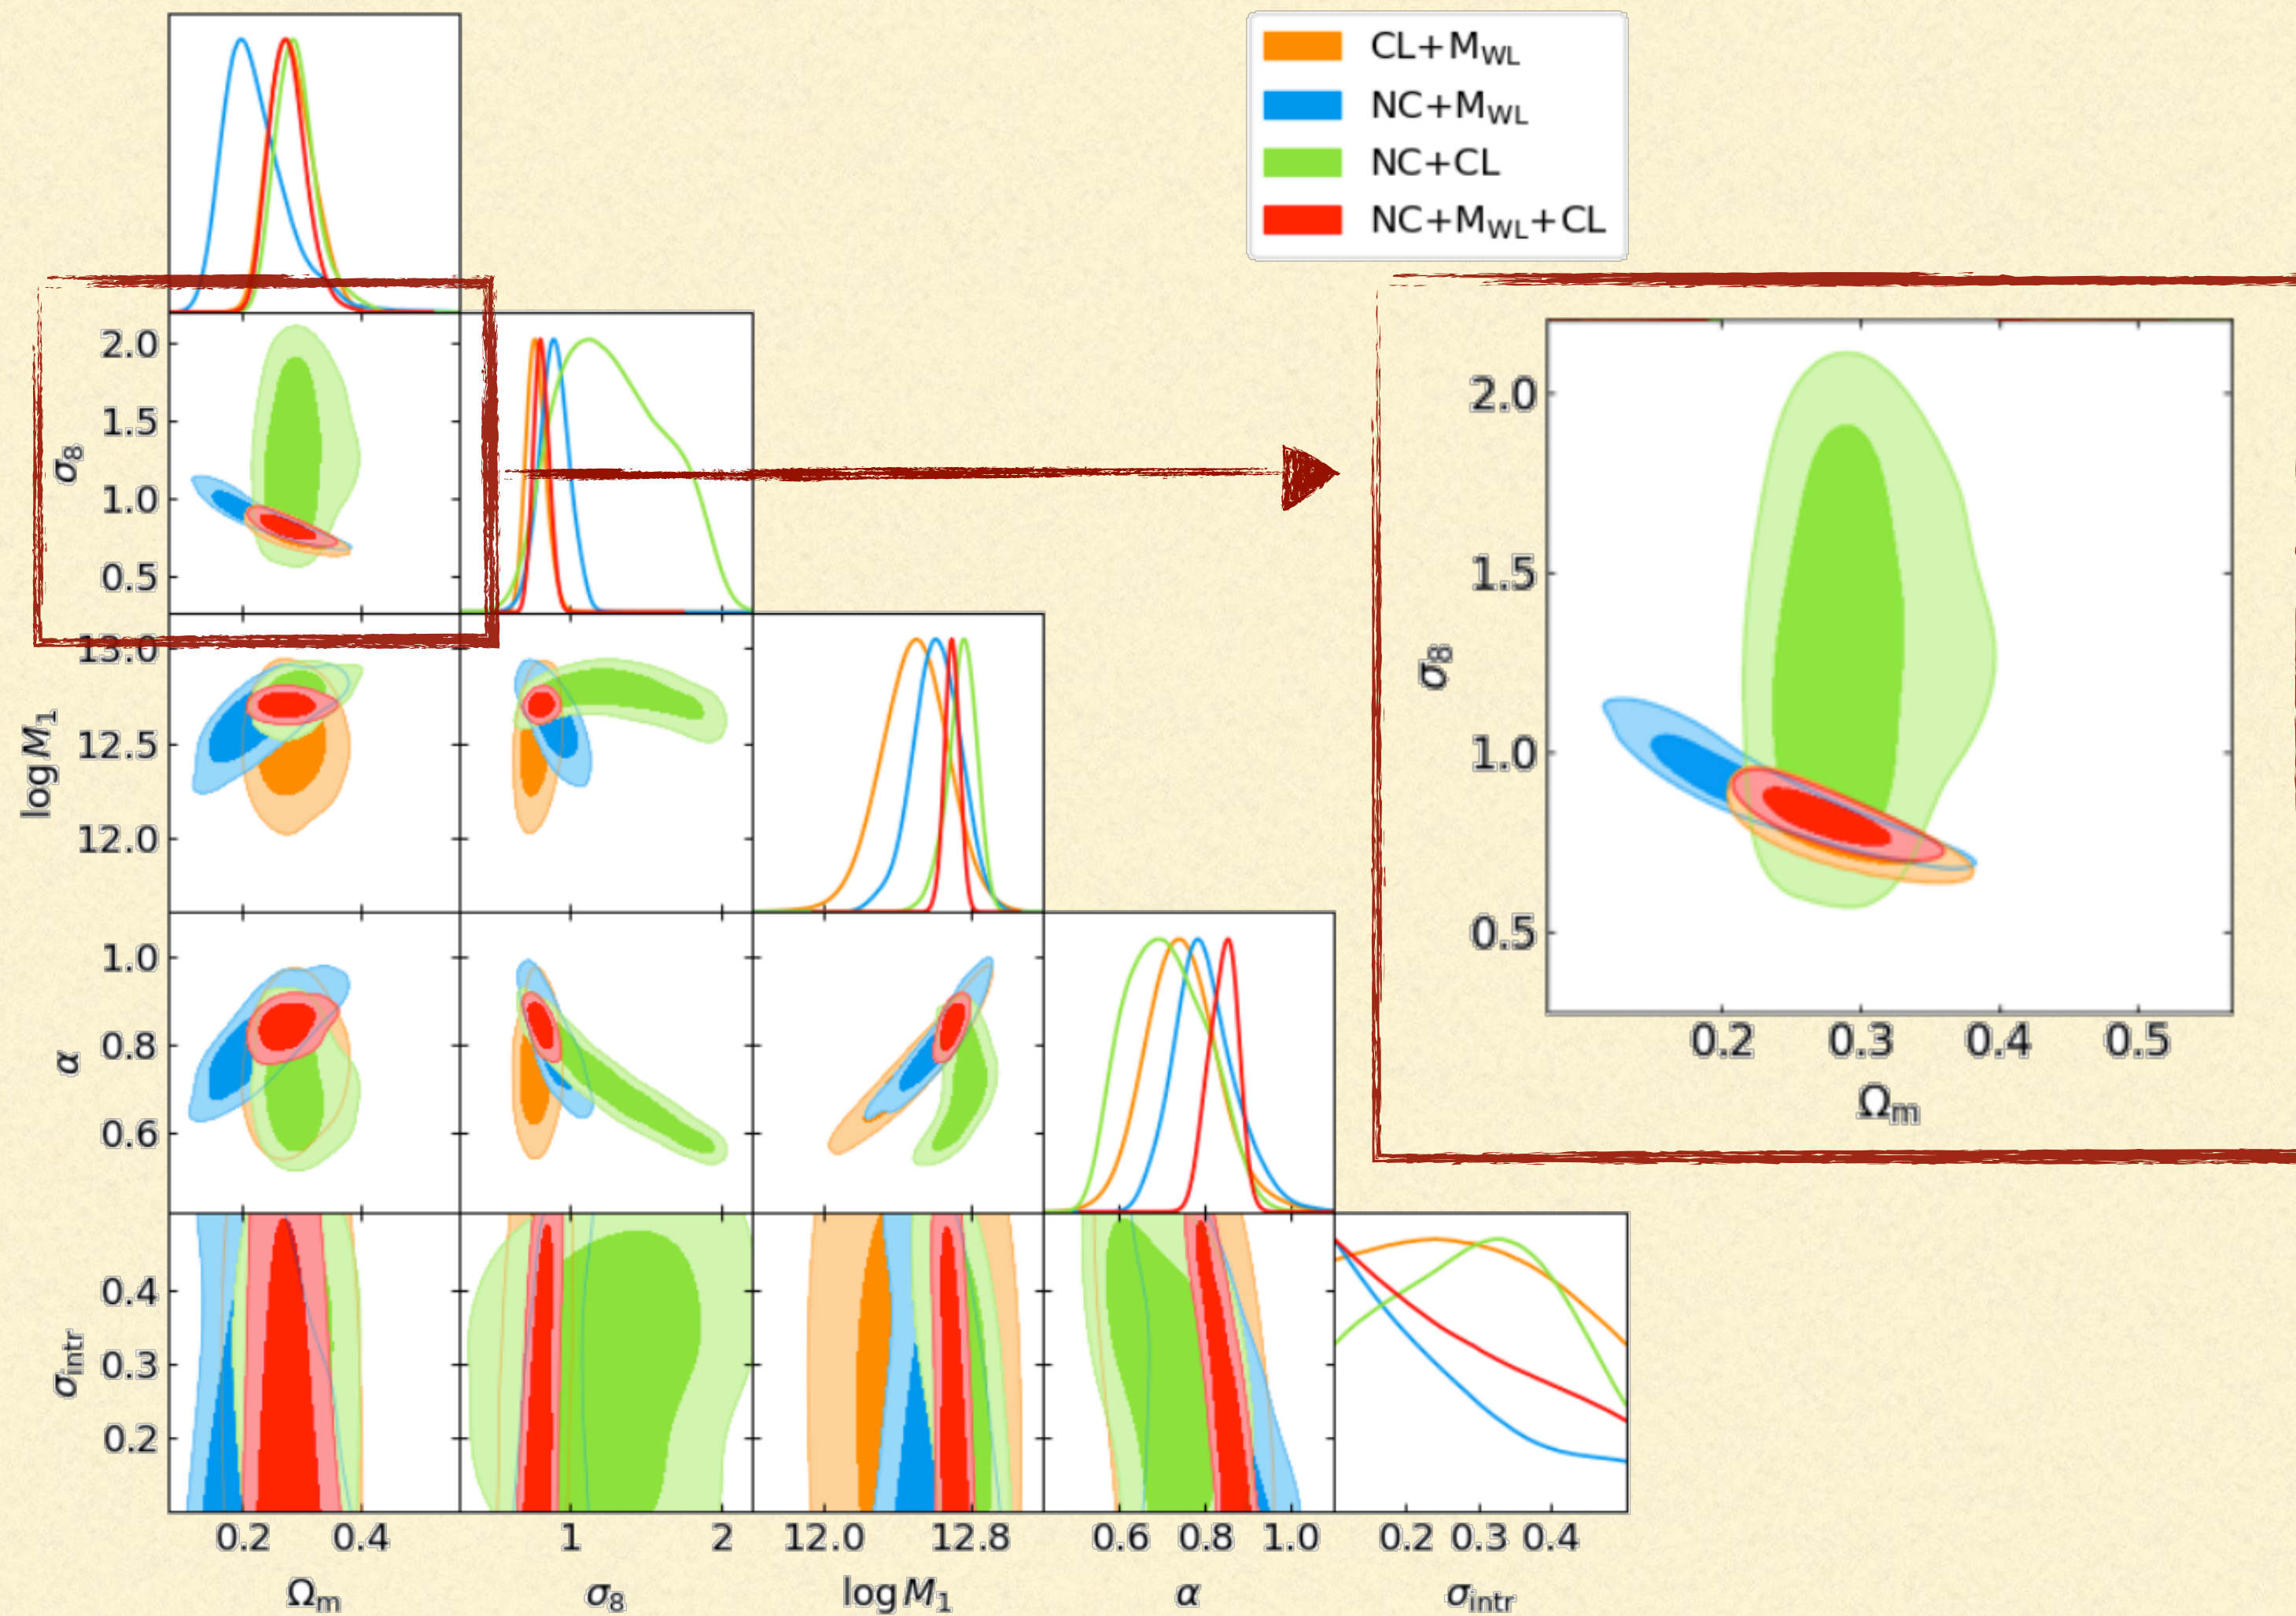 CL+M_WL
NC+M_WL
NC+CL
NC+M_WL+CL
2.0
1.5
1.0
0.5
σ8
13.0
12.5
12.0
log M1
1.0
0.8
0.6
α
0.4
0.3
0.2
σintr
0.2 0.4
1 2
12.0 12.8
0.6 0.8 1.0
0.2 0.3 0.4
Ωm
σ8
log M1
α
σintr
2.0
1.5
1.0
0.5
σ8
0.2 0.3 0.4 0.5
Ωm